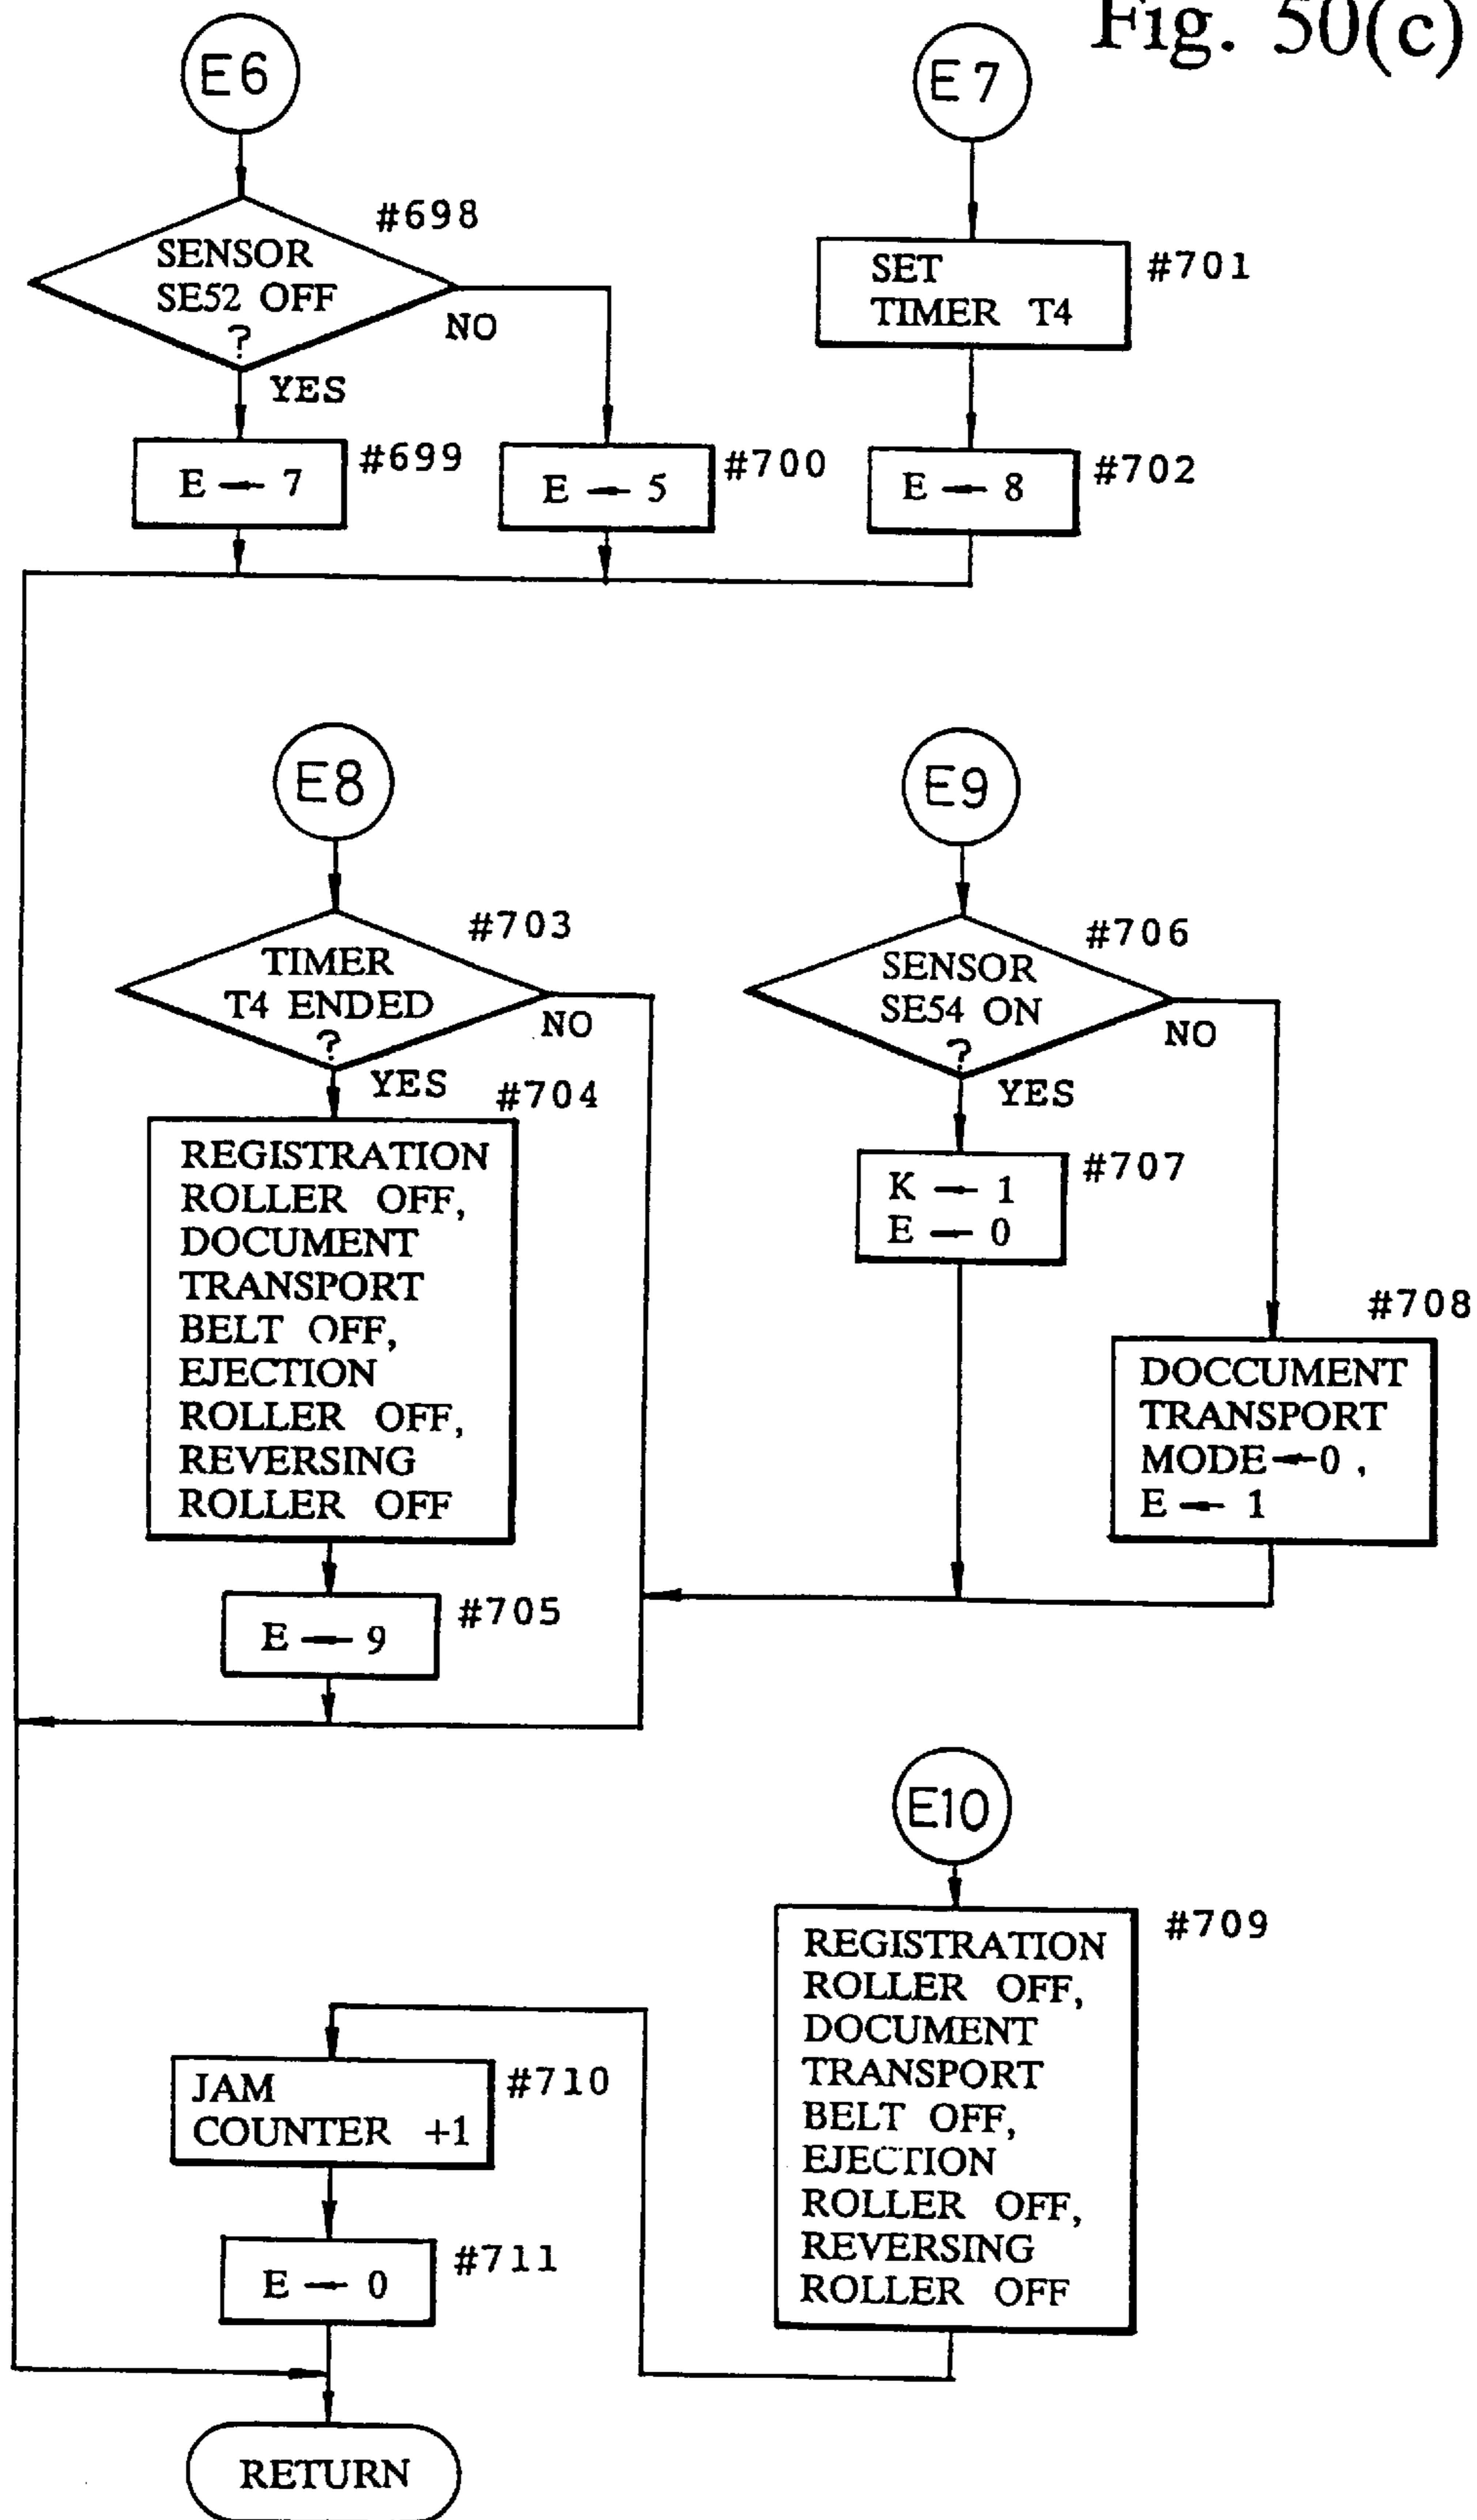 Fig. 50(c)
E6
#698
SENSOR
SE52 OFF
?
NO
YES
E ← 7
#699
E ← 5
#700
E7
SET
TIMER T4
#701
E ← 8
#702
E8
#703
TIMER
T4 ENDED
?
NO
YES
#704
REGISTRATION
ROLLER OFF,
DOCUMENT
TRANSPORT
BELT OFF,
EJECTION
ROLLER OFF,
REVERSING
ROLLER OFF
E ← 9
#705
E9
#706
SENSOR
SE54 ON
?
NO
YES
K ← 1
E ← 0
#707
#708
DOCCUMENT
TRANSPORT
MODE←0 ,
E ← 1
E10
#709
REGISTRATION
ROLLER OFF,
DOCUMENT
TRANSPORT
BELT OFF,
EJECTION
ROLLER OFF,
REVERSING
ROLLER OFF
JAM
COUNTER +1
#710
E ← 0
#711
RETURN